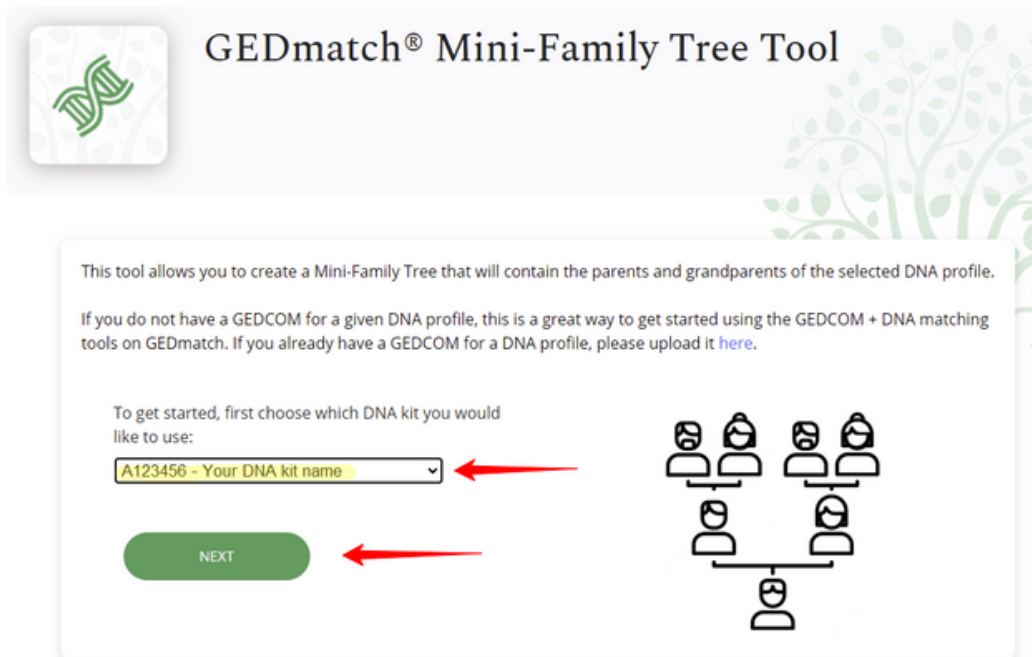 GEDmatch® Mini-Family Tree Tool
This tool allows you to create a Mini-Family Tree that will contain the parents and grandparents of the selected DNA profile.
If you do not have a GEDCOM for a given DNA profile, this is a great way to get started using the GEDCOM + DNA matching
tools on GEDmatch. If you already have a GEDCOM for a DNA profile, please upload it here.
To get started, first choose which DNA kit you would
like to use:
A123456 - Your DNA kit name
NEXT